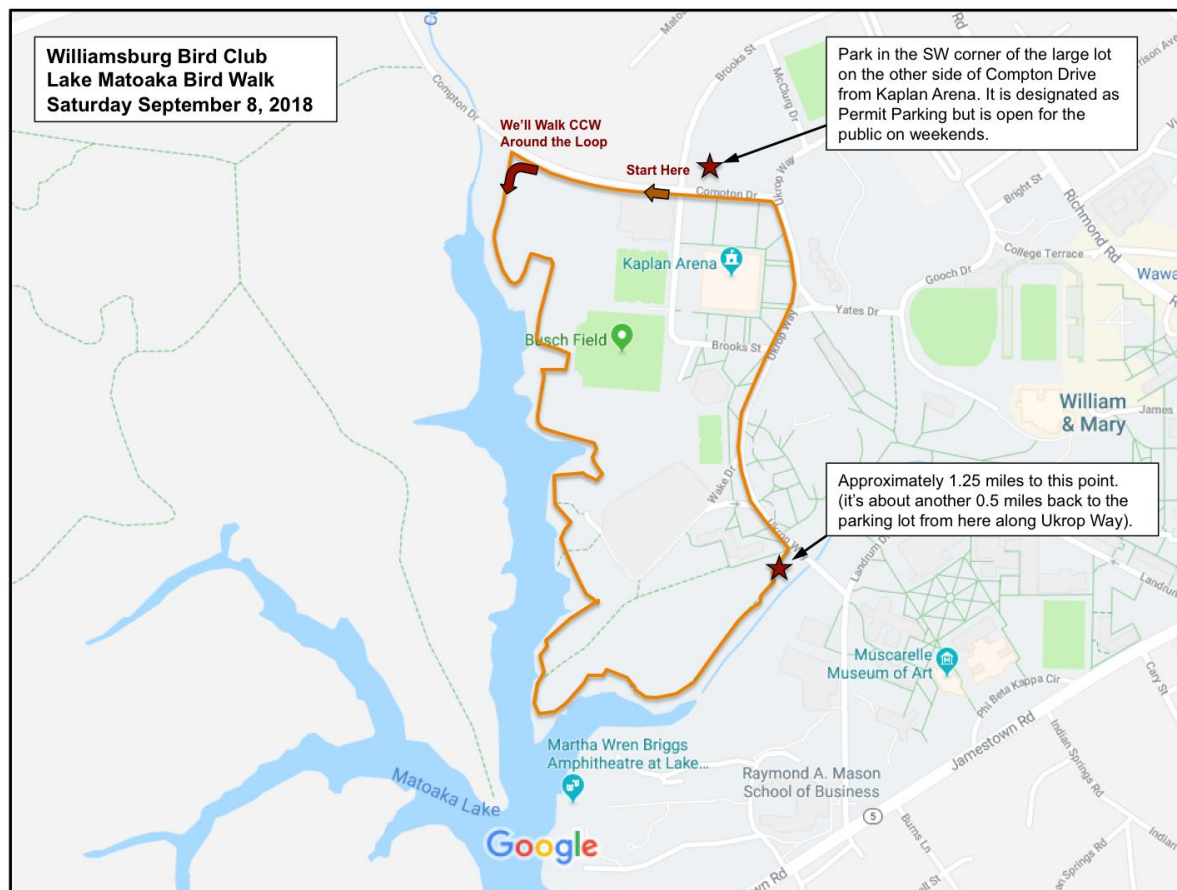 Williamsburg Bird Club
Lake Matoaka Bird Walk
Saturday September 8, 2018
Park in the SW corner of the large lot
on the other side of Compton Drive
from Kaplan Arena. It is designated as
Permit Parking but is open for the
public on weekends.
Compton Dr
Brooks St
McClurg Dr
Rd
We'll Walk CCW
Around the Loop
Start Here
Compton Dr
Ukrop Way
Bright St
Richmond Rd
College Terrace
Gooch Dr
Wawa
Kaplan Arena
Yates Dr
Ukrop Way
Busch Field
Brooks St
William
& Mary
James
Wake Dr
Approximately 1.25 miles to this point.
(it's about another 0.5 miles back to the
parking lot from here along Ukrop Way).
Ukrop Way
Landrum Dr
Landrum
Muscarelle
Museum of Art
Phi Beta Kappa Cir
Cary St
Jamestown Rd
Indian Springs Rd
Martha Wren Briggs
Amphitheatre at Lake...
Raymond A. Mason
School of Business
Matoaka Lake
5
Burns Ln
Indian
Google
Jamestown Rd